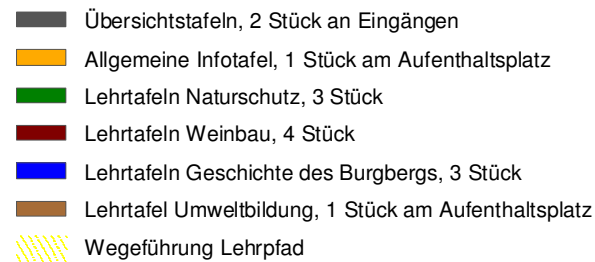 Übersichtstafeln, 2 Stück an Eingängen
Allgemeine Infotafel, 1 Stück am Aufenthaltsplatz
Lehrtafeln Naturschutz, 3 Stück
Lehrtafeln Weinbau, 4 Stück
Lehrtafeln Geschichte des Burgbergs, 3 Stück
Lehrtafel Umweltbildung, 1 Stück am Aufenthaltsplatz
Wegeführung Lehrpfad